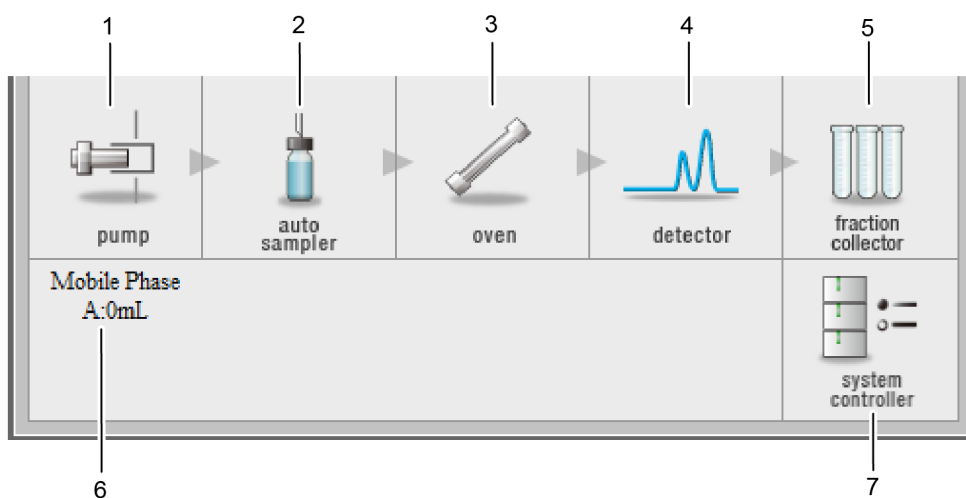 1 2 3 4 5
pump
auto
sampler
oven
detector
fraction
collector
Mobile Phase
A:0mL
system
controller
6 7